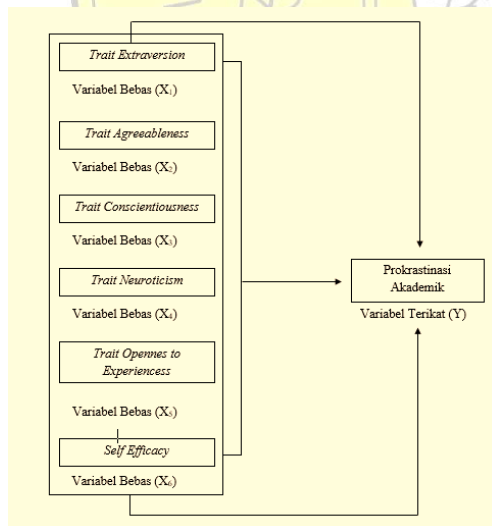 Trait Extraversion
Variabel Bebas (X₁)
Trait Agreeableness
Variabel Bebas (X₂)
Trait Conscientiousness
Variabel Bebas (X₃)
Trait Neuroticism
Variabel Bebas (X₄)
Trait Opennes to
Experiencess
Variabel Bebas (X₅)
Self Efficacy
Variabel Bebas (X₆)
Prokrastinasi
Akademik
Variabel Terikat (Y)